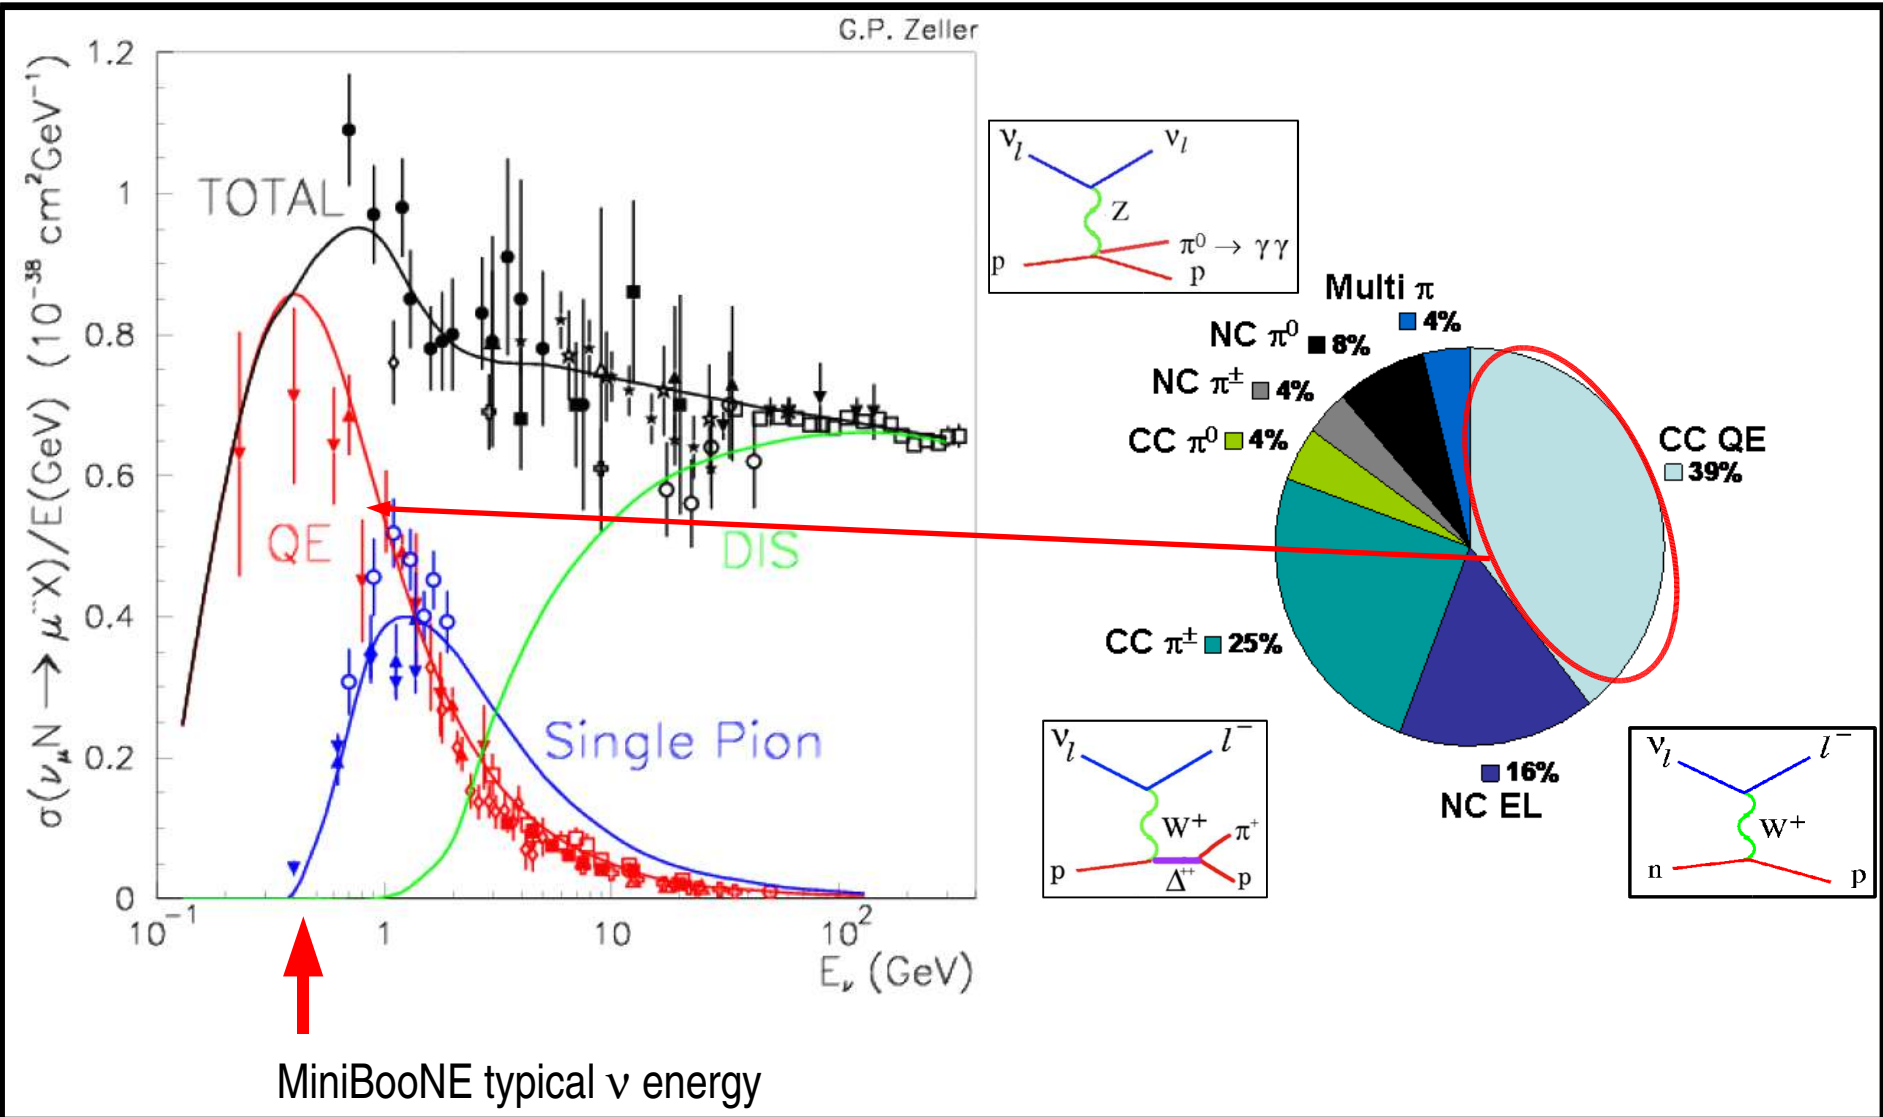 G.P. Zeller
σ(ν_μ N → μ⁻X)/E(GeV) (10⁻³⁸ cm²GeV⁻¹)
1.2
1
0.8
0.6
0.4
0.2
0
TOTAL
QE
DIS
Single Pion
10⁻¹
1
10
10²
E_ν (GeV)
MiniBooNE typical ν energy
ν_l
ν_l
Z
p
π⁰ → γγ
p
Multi π
4%
NC π⁰
8%
NC π±
4%
CC π⁰
4%
CC QE
39%
CC π±
25%
16%
NC EL
ν_l
l⁻
W⁺
π⁺
p
Δ⁺⁺
p
ν_l
l⁻
W⁺
n
p